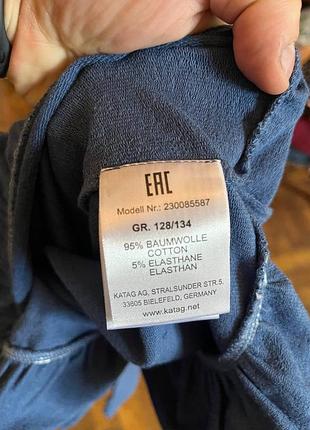 EAC
Modell Nr.: 230085587
GR. 128/134
95% BAUMWOLLE
COTTON
5% ELASTHANE
ELASTHAN
KATAG AG, STRALSUNDER STR.5.
33605 BIELEFELD, GERMANY
www.katag.net